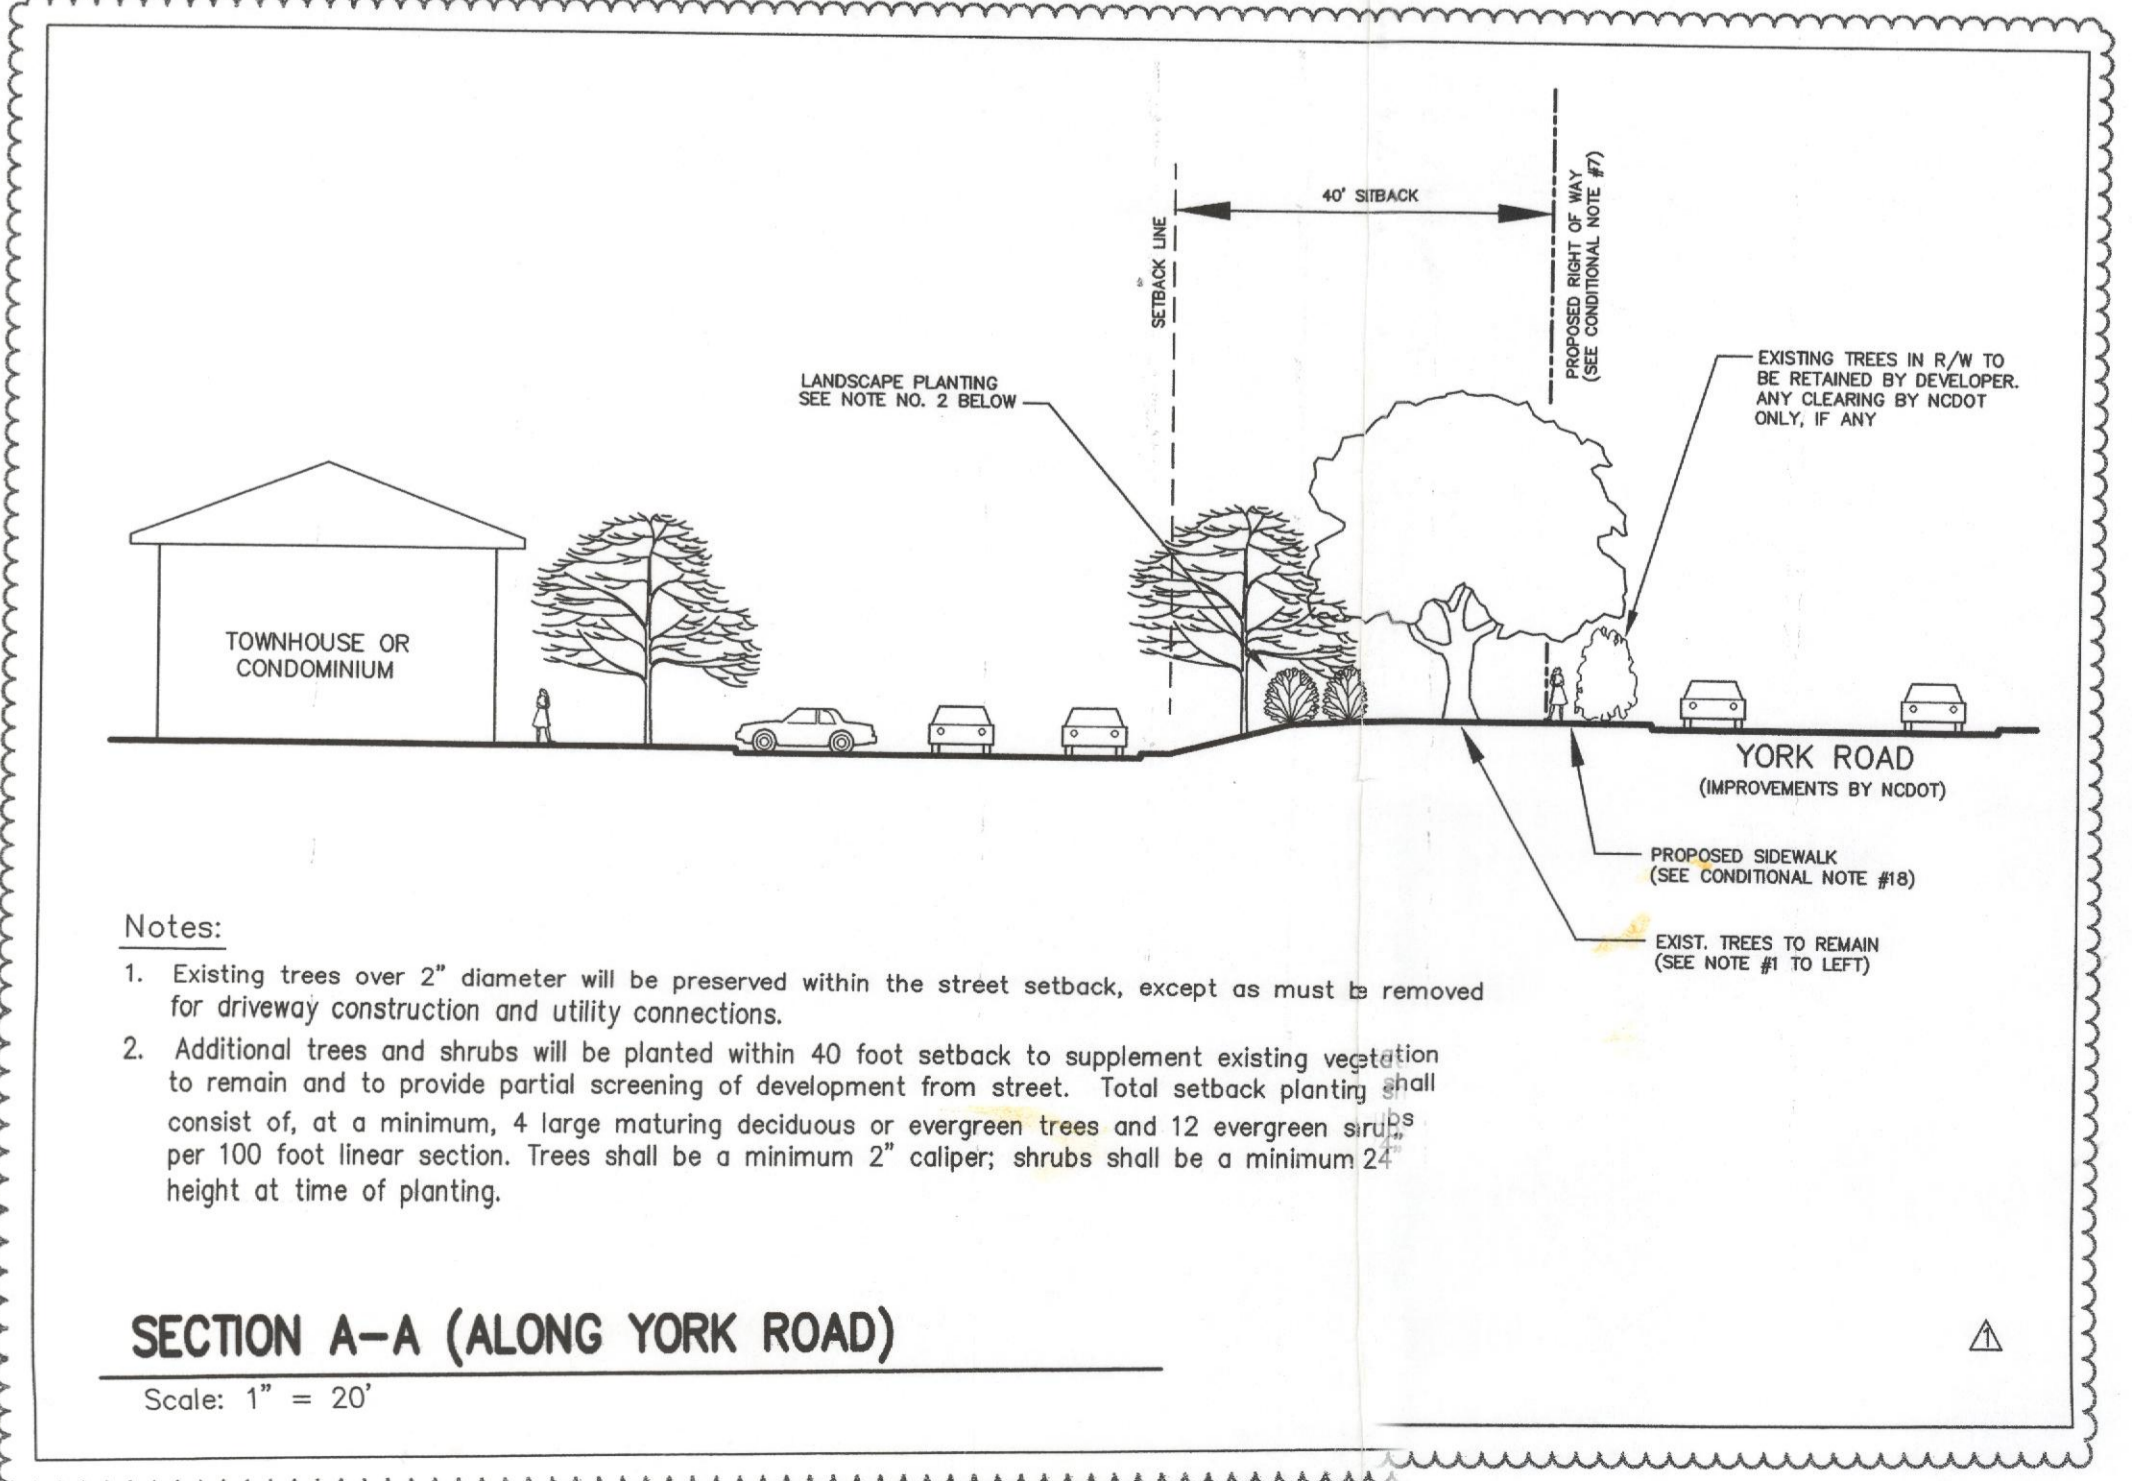 40' SETBACK
SETBACK LINE
PROPOSED RIGHT OF WAY
(SEE CONDITIONAL NOTE #7)
LANDSCAPE PLANTING
SEE NOTE NO. 2 BELOW
EXISTING TREES IN R/W TO
BE RETAINED BY DEVELOPER.
ANY CLEARING BY NCDOT
ONLY, IF ANY
TOWNHOUSE OR
CONDOMINIUM
YORK ROAD
(IMPROVEMENTS BY NCDOT)
PROPOSED SIDEWALK
(SEE CONDITIONAL NOTE #18)
EXIST. TREES TO REMAIN
(SEE NOTE #1 TO LEFT)
Notes:
1. Existing trees over 2" diameter will be preserved within the street setback, except as must be removed
for driveway construction and utility connections.
2. Additional trees and shrubs will be planted within 40 foot setback to supplement existing vegetation
to remain and to provide partial screening of development from street. Total setback planting shall
consist of, at a minimum, 4 large maturing deciduous or evergreen trees and 12 evergreen shrubs
per 100 foot linear section. Trees shall be a minimum 2" caliper; shrubs shall be a minimum 24"
height at time of planting.
SECTION A-A (ALONG YORK ROAD)
Scale: 1" = 20'
1